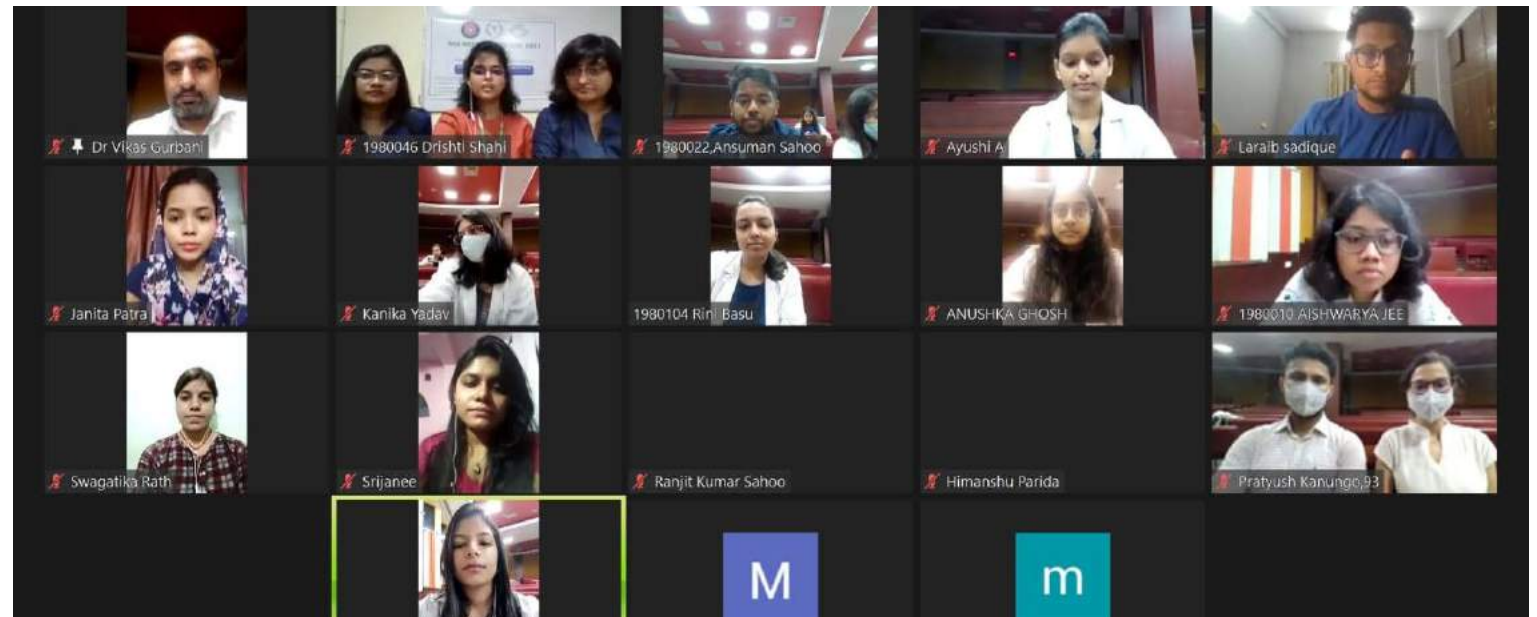 Dr Vikas Gurbani
1980046 Drishti Shahi
1980022,Ansuman Sahoo
Ayushi A
Laraib sadique
Janita Patra
Kanika Yadav
1980104 Rini Basu
ANUSHKA GHOSH
1980010 AISHWARYA JEE
Swagatika Rath
Srijanee
Ranjit Kumar Sahoo
Himanshu Parida
Pratyush Kanungo,93
M
m